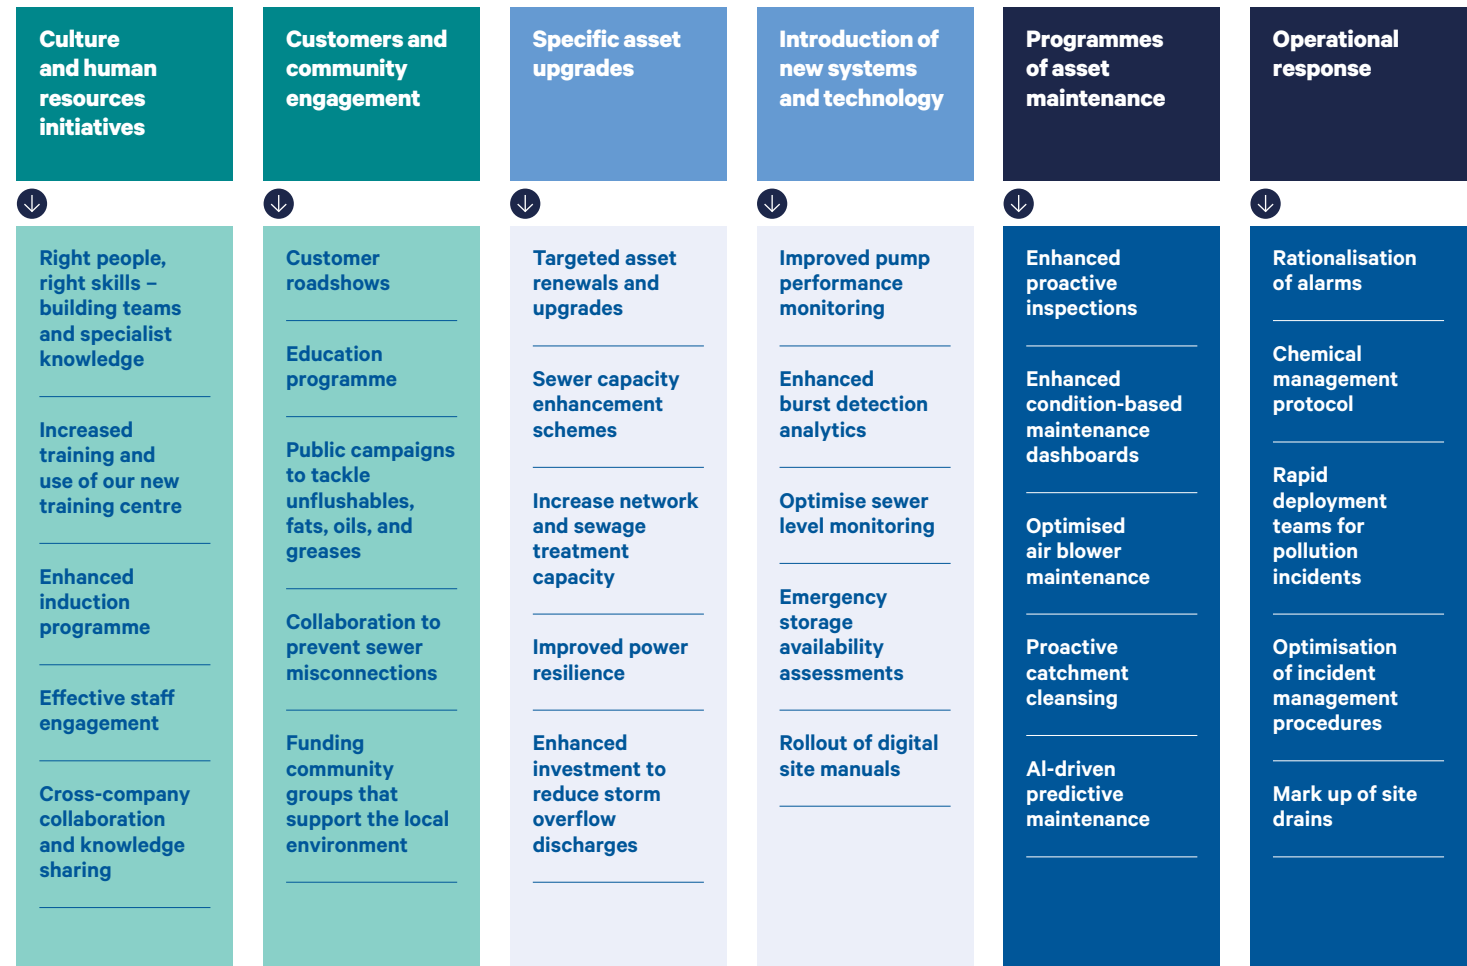 Culture
and human
resources
initiatives
Right people,
right skills –
building teams
and specialist
knowledge
Increased
training and
use of our new
training centre
Enhanced
induction
programme
Effective staff
engagement
Cross-company
collaboration
and knowledge
sharing
Customers and
community
engagement
Customer
roadshows
Education
programme
Public campaigns
to tackle
unflushables,
fats, oils, and
greases
Collaboration to
prevent sewer
misconnections
Funding
community
groups that
support the local
environment
Specific asset
upgrades
Targeted asset
renewals and
upgrades
Sewer capacity
enhancement
schemes
Increase network
and sewage
treatment
capacity
Improved power
resilience
Enhanced
investment to
reduce storm
overflow
discharges
Introduction of
new systems
and technology
Improved pump
performance
monitoring
Enhanced
burst detection
analytics
Optimise sewer
level monitoring
Emergency
storage
availability
assessments
Rollout of digital
site manuals
Programmes
of asset
maintenance
Enhanced
proactive
inspections
Enhanced
condition-based
maintenance
dashboards
Optimised
air blower
maintenance
Proactive
catchment
cleansing
AI-driven
predictive
maintenance
Operational
response
Rationalisation
of alarms
Chemical
management
protocol
Rapid
deployment
teams for
pollution
incidents
Optimisation
of incident
management
procedures
Mark up of site
drains